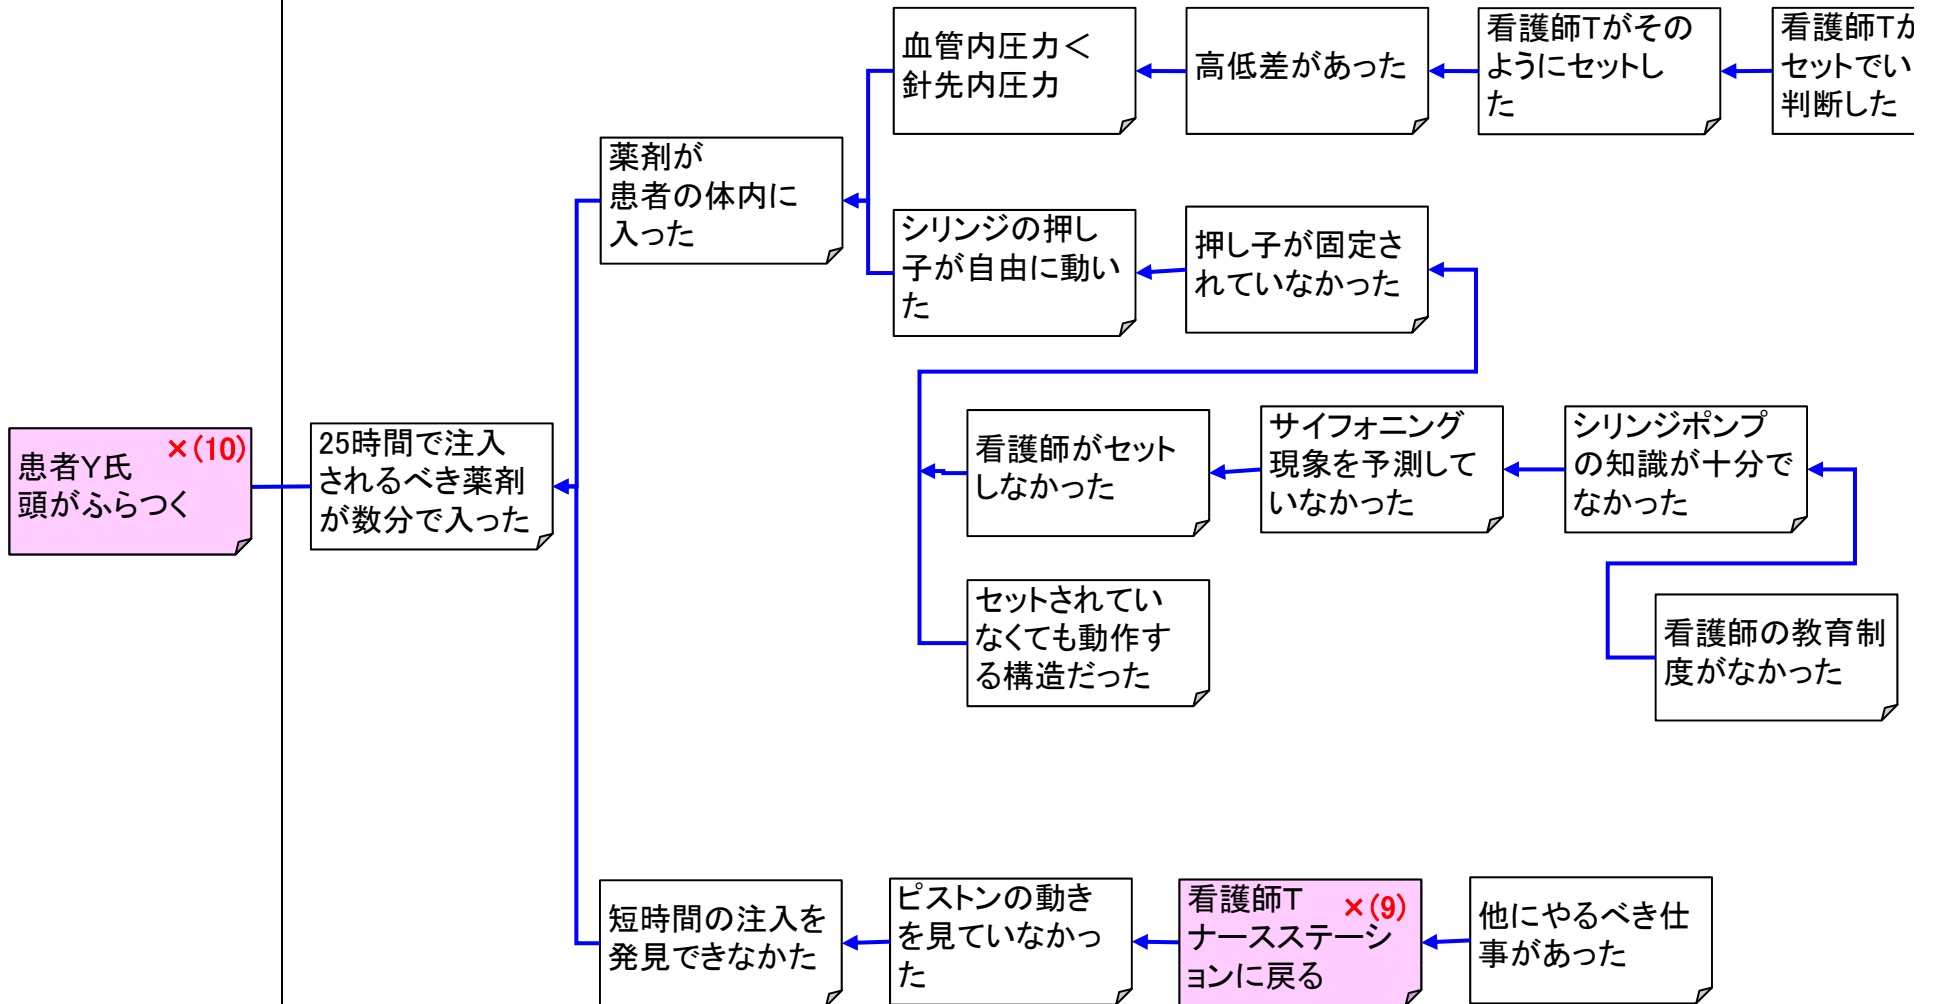 血管内圧力＜
針先内圧力
高低差があった
看護師Tがその
ようにセットし
た
看護師Tが
セットでい
判断した
薬剤が
患者の体内に
入った
シリンジの押し
子が自由に動い
た
押し子が固定さ
れていなかった
患者Y氏 ×(10)
頭がふらつく
25時間で注入
されるべき薬剤
が数分で入った
看護師がセット
しなかった
サイフォニング
現象を予測して
いなかった
シリンジポンプ
の知識が十分で
なかった
セットされてい
なくても動作す
る構造だった
看護師の教育制
度がなかった
短時間の注入を
発見できなかた
ピストンの動き
を見ていなかっ
た
看護師T ×(9)
ナースステーシ
ョンに戻る
他にやるべき仕
事があった